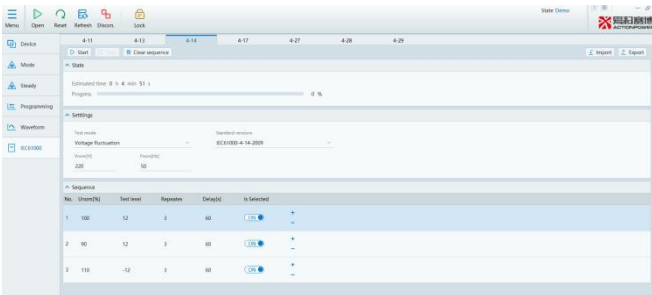 State Demo
Menu Open Reset Refresh Discon. Lock
ACTIONPOWER
4-11 4-13 4-14 4-17 4-27 4-28 4-29
Device
Start Clear sequence Import Export
Mode
State
Steady
Estimated time 0 h 4 min 51 s
Progress 0 %
Programming
Settings
Waveform
Test mode Standard version
Voltage fluctuation IEC61000-4-14-2009
IEC61000
220 50
Sequence
No. Unom[%] Test level Repeates Delay[s] Is Selected
1 100 12 3 60 ON + −
2 90 12 3 60 ON + −
3 110 -12 3 60 ON + −